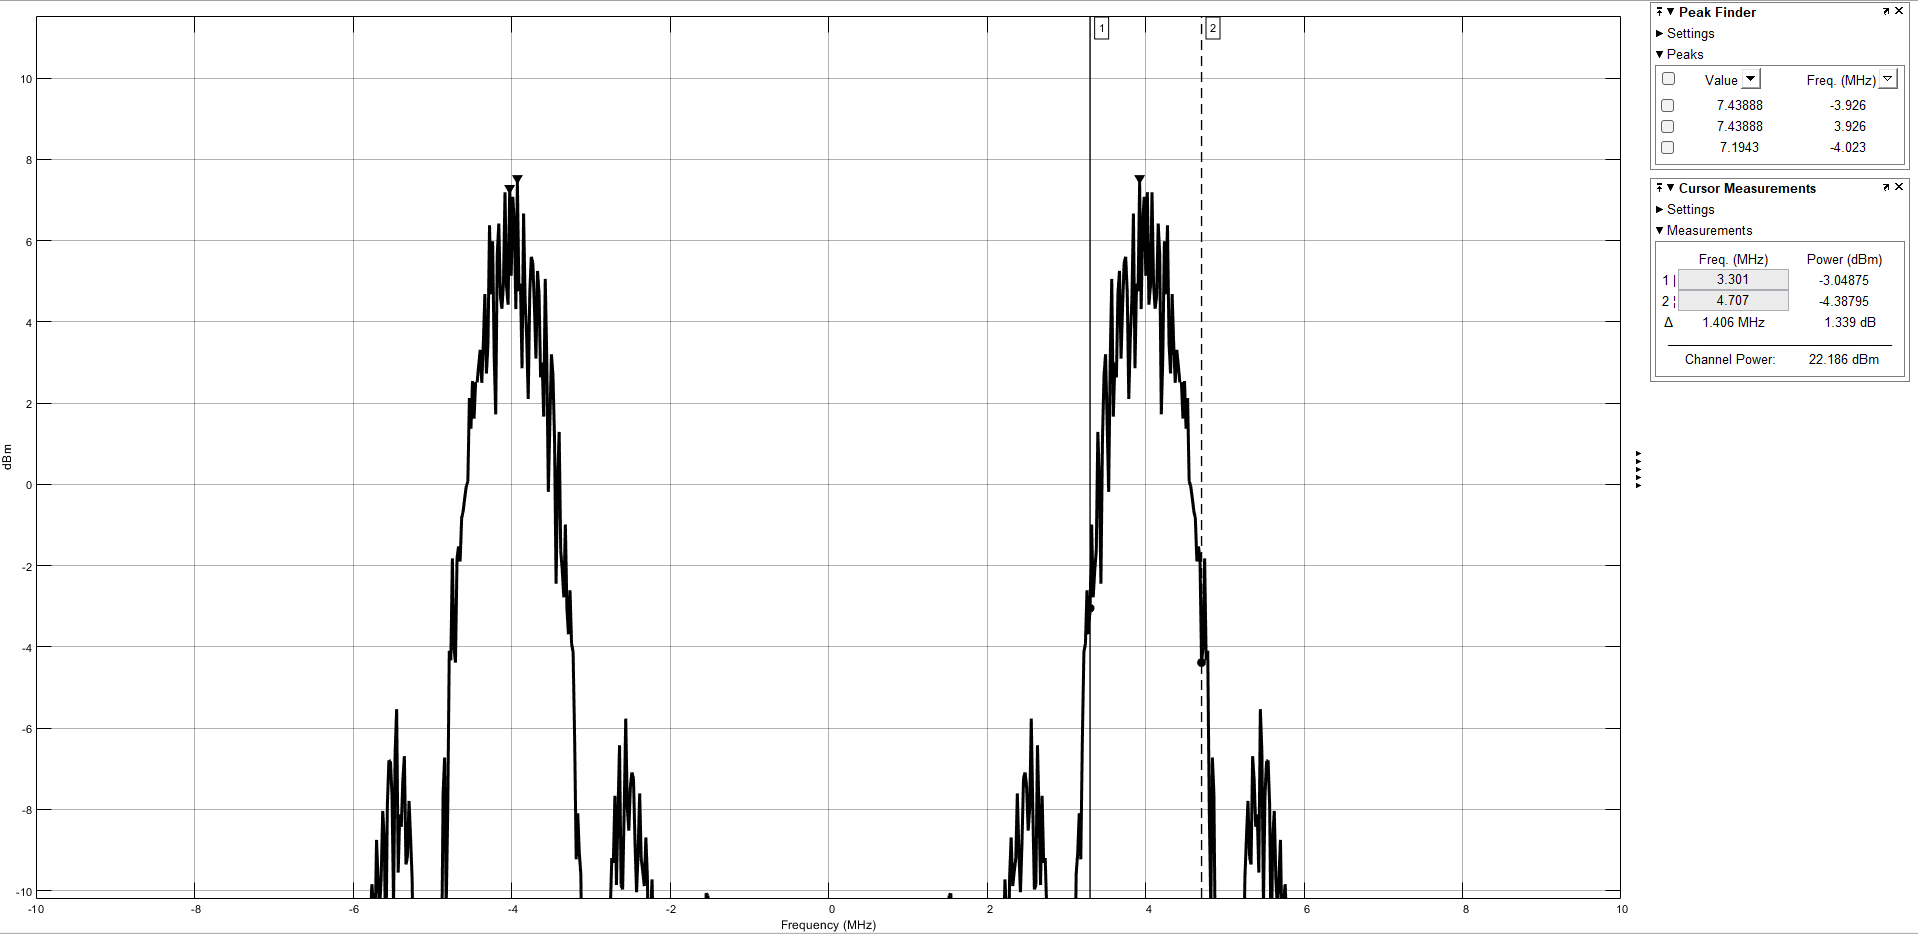 1
2
10
8
6
4
2
0
-2
-4
-6
-8
-10
dBm
-10 -8 -6 -4 -2 0 2 4 6 8 10
Frequency (MHz)
Peak Finder
Settings
Peaks
Value Freq. (MHz)
7.43888 -3.926
7.43888 3.926
7.1943 -4.023
Cursor Measurements
Settings
Measurements
Freq. (MHz) Power (dBm)
1 | 3.301 -3.04875
2 ¦ 4.707 -4.38795
Δ 1.406 MHz 1.339 dB
Channel Power: 22.186 dBm